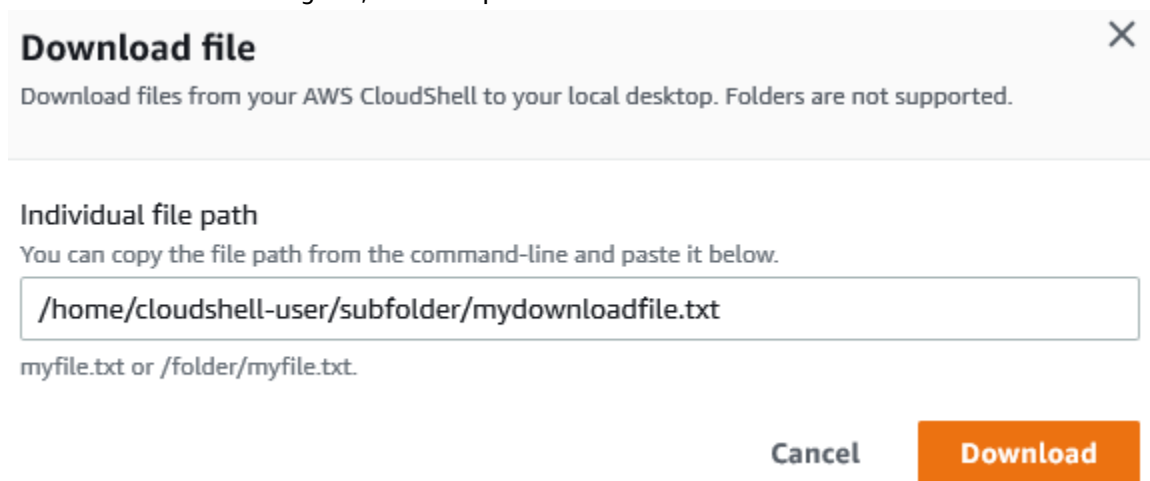 Download file
Download files from your AWS CloudShell to your local desktop. Folders are not supported.
Individual file path
You can copy the file path from the command-line and paste it below.
/home/cloudshell-user/subfolder/mydownloadfile.txt
myfile.txt or /folder/myfile.txt.
Cancel Download